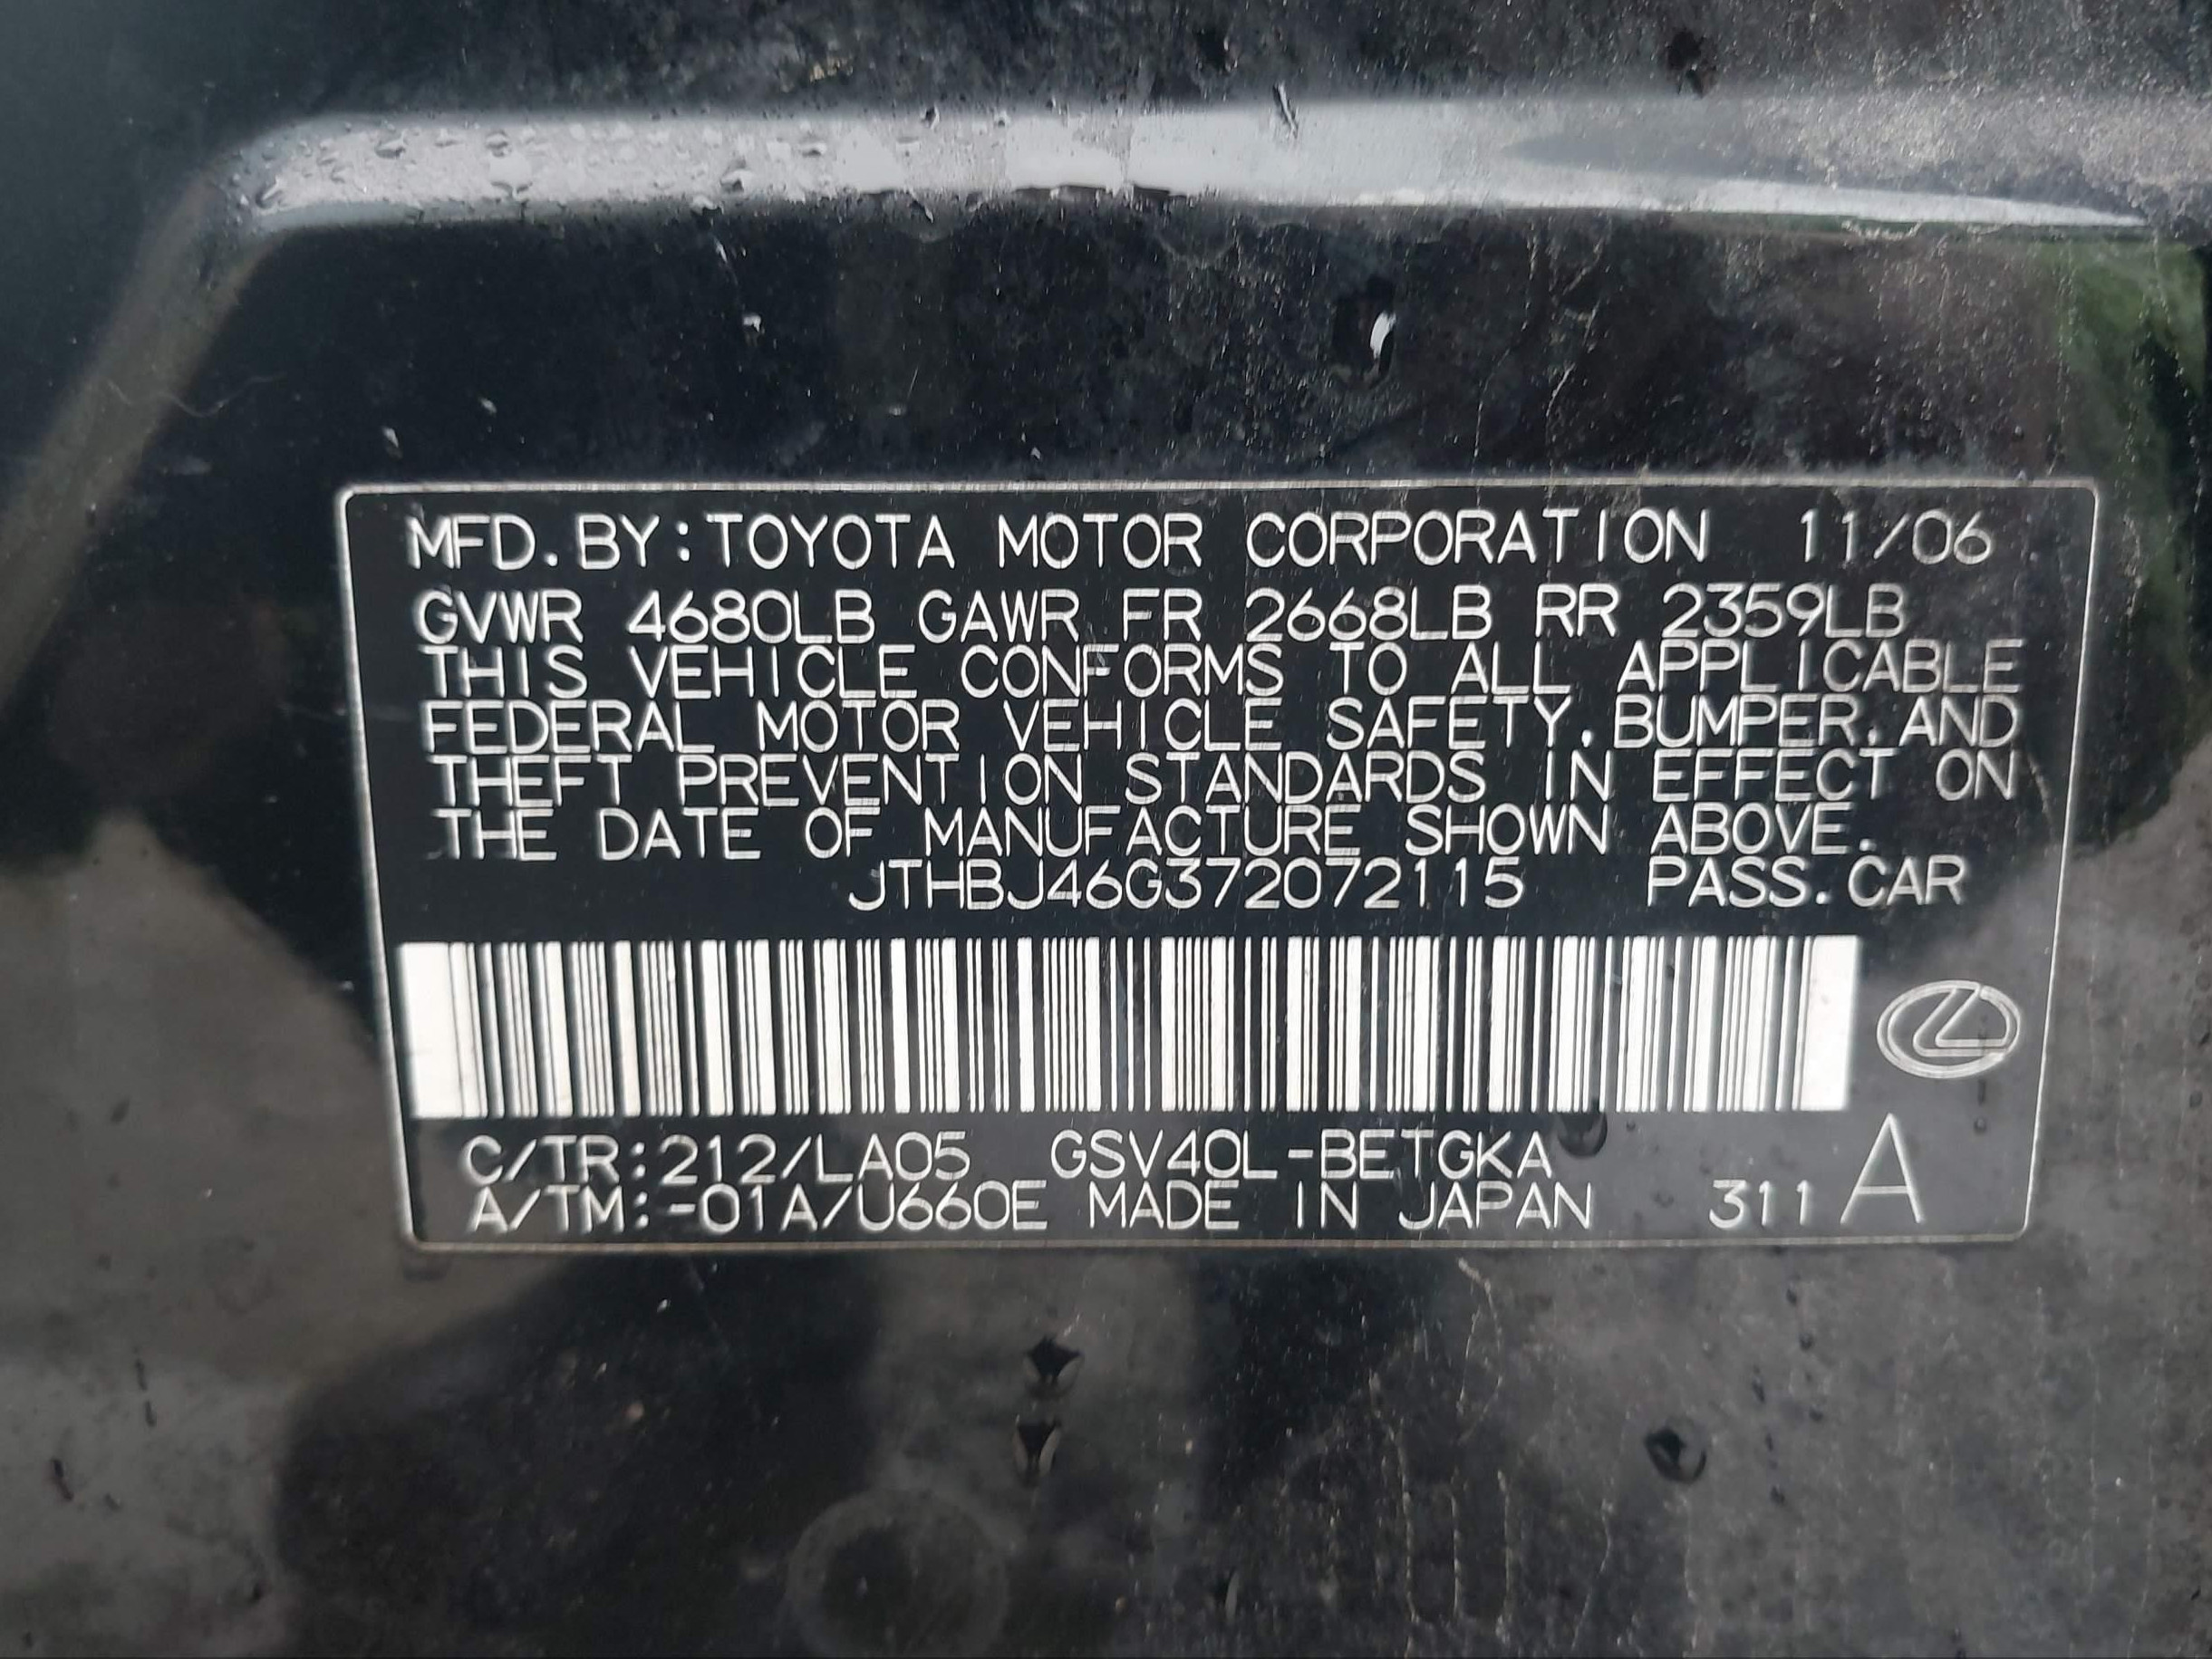 MFD. BY: TOYOTA MOTOR CORPORATION 11/06
GVWR 4680LB GAWR FR 2668LB RR 2359LB
THIS VEHICLE CONFORMS TO ALL APPLICABLE
FEDERAL MOTOR VEHICLE SAFETY, BUMPER, AND
THEFT PREVENTION STANDARDS IN EFFECT ON
THE DATE OF MANUFACTURE SHOWN ABOVE.
JTHBJ46G372072115 PASS. CAR
C/TR:212/LA05 GSV40L-BETGKA
A/TM:-01A/U660E MADE IN JAPAN 311 A